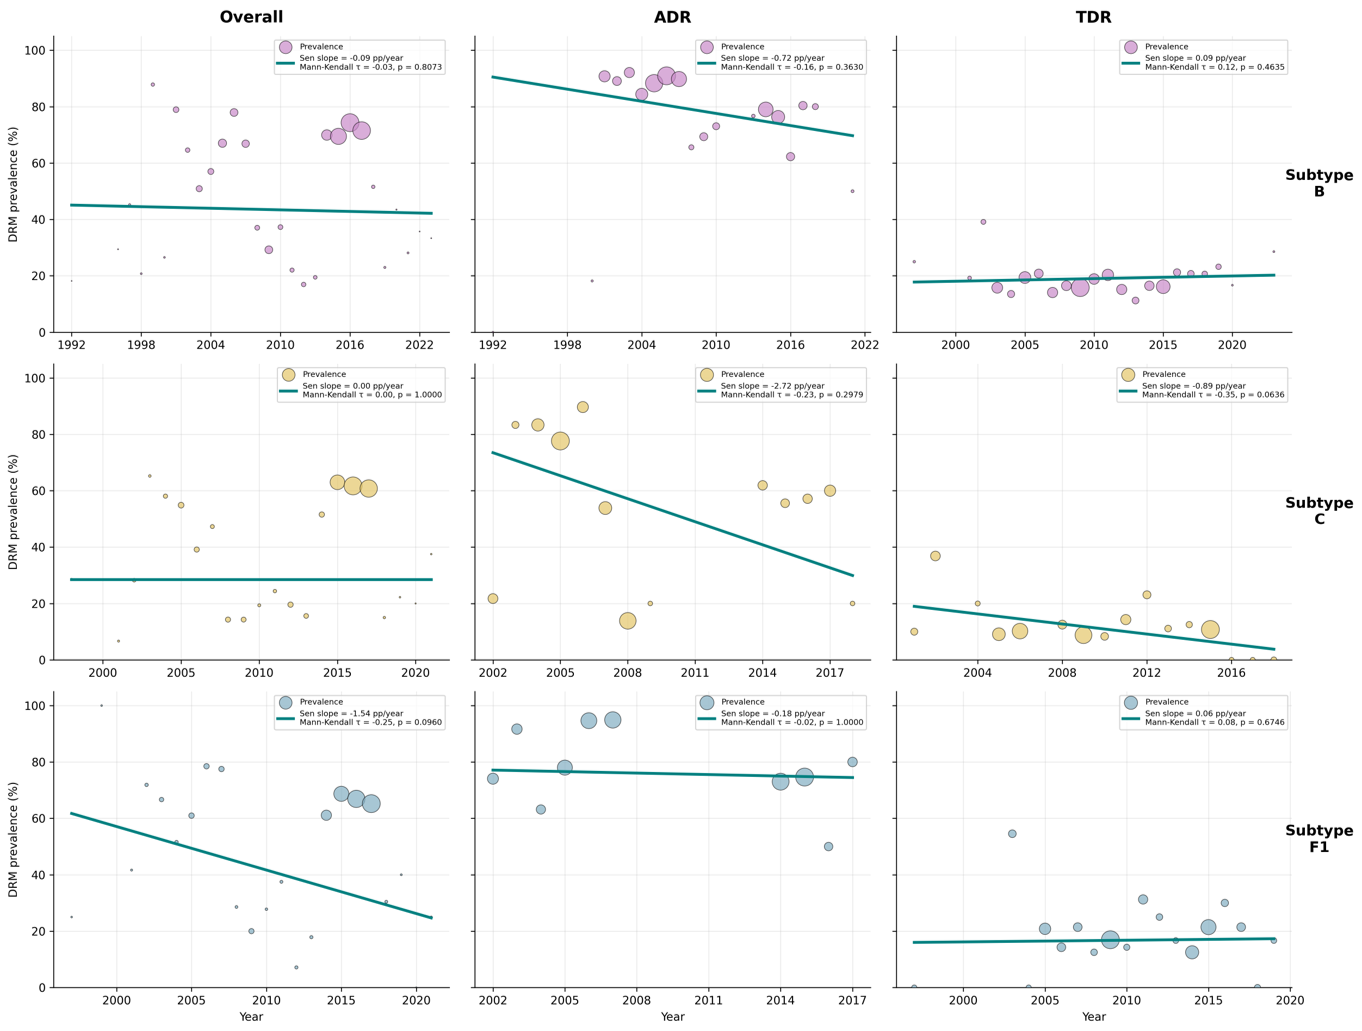 Overall
ADR
TDR
Prevalence
Sen slope = -0.09 pp/year
Mann-Kendall τ = -0.03, p = 0.8073
Prevalence
Sen slope = -0.72 pp/year
Mann-Kendall τ = -0.16, p = 0.3630
Prevalence
Sen slope = 0.09 pp/year
Mann-Kendall τ = 0.12, p = 0.4635
DRM prevalence (%)
100
80
60
40
20
0
1992 1998 2004 2010 2016 2022
1992 1998 2004 2010 2016 2022
2000 2005 2010 2015 2020
Subtype
B
Prevalence
Sen slope = 0.00 pp/year
Mann-Kendall τ = 0.00, p = 1.0000
Prevalence
Sen slope = -2.72 pp/year
Mann-Kendall τ = -0.23, p = 0.2979
Prevalence
Sen slope = -0.89 pp/year
Mann-Kendall τ = -0.35, p = 0.0636
DRM prevalence (%)
100
80
60
40
20
0
2000 2005 2010 2015 2020
2002 2005 2008 2011 2014 2017
2004 2008 2012 2016
Subtype
C
Prevalence
Sen slope = -1.54 pp/year
Mann-Kendall τ = -0.25, p = 0.0960
Prevalence
Sen slope = -0.18 pp/year
Mann-Kendall τ = -0.02, p = 1.0000
Prevalence
Sen slope = 0.06 pp/year
Mann-Kendall τ = 0.08, p = 0.6746
DRM prevalence (%)
100
80
60
40
20
0
2000 2005 2010 2015 2020
2002 2005 2008 2011 2014 2017
2000 2005 2010 2015 2020
Subtype
F1
Year
Year
Year